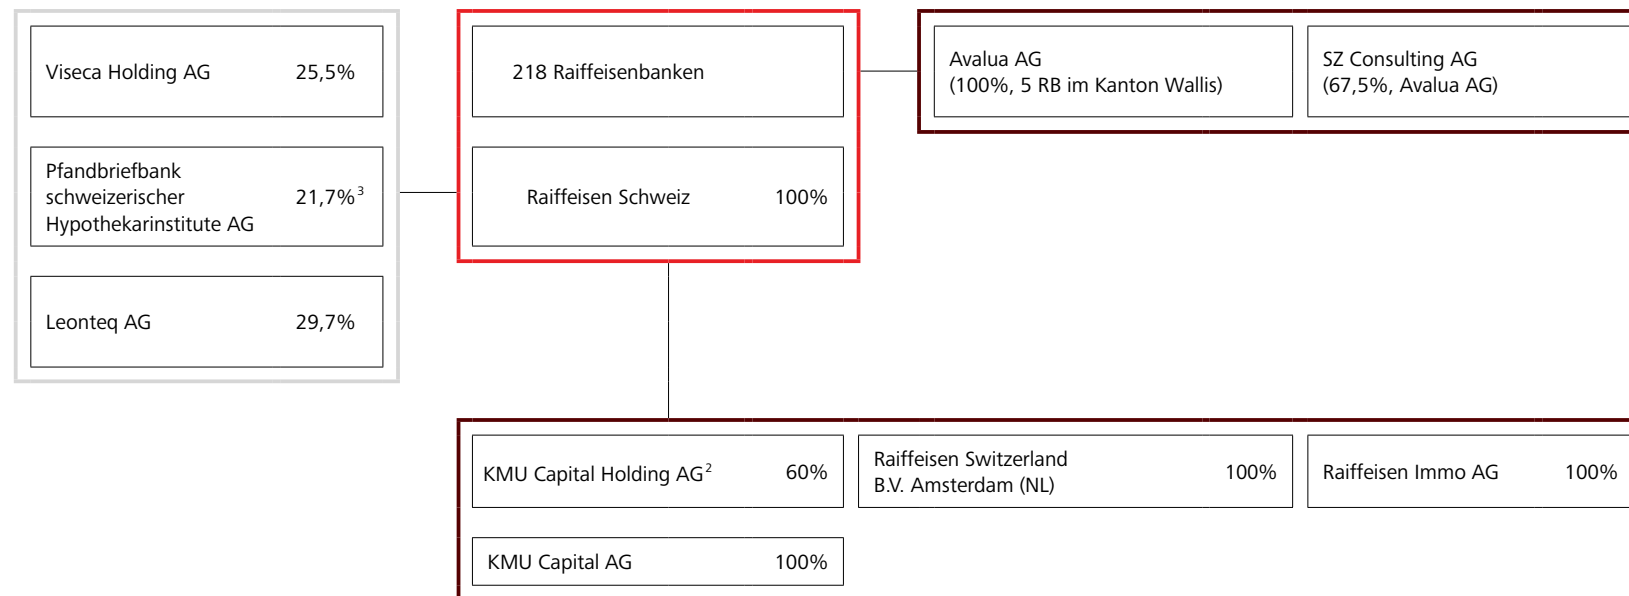 Viseca Holding AG 25,5%
Pfandbriefbank
schweizerischer 21,7%³
Hypothekarinstitute AG
Leonteq AG 29,7%
218 Raiffeisenbanken
Raiffeisen Schweiz 100%
Avalua AG
(100%, 5 RB im Kanton Wallis)
SZ Consulting AG
(67,5%, Avalua AG)
KMU Capital Holding AG² 60%
Raiffeisen Switzerland
B.V. Amsterdam (NL) 100%
Raiffeisen Immo AG 100%
KMU Capital AG 100%